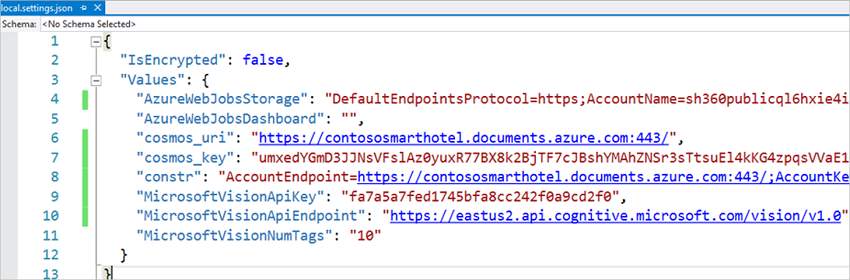 local.settings.json
Schema: <No Schema Selected>
1 {
2 "IsEncrypted": false,
3 "Values": {
4 "AzureWebJobsStorage": "DefaultEndpointsProtocol=https;AccountName=sh360publicql6hxie4i
5 "AzureWebJobsDashboard": "",
6 "cosmos_uri": "https://contososmarthotel.documents.azure.com:443/",
7 "cosmos_key": "umxedYGmD3JJNsVFslAz0yuxR77BX8k2BjTF7cJBshYMAhZNSr3sTtsuEl4kKG4zpqsVVaE1
8 "constr": "AccountEndpoint=https://contososmarthotel.documents.azure.com:443/;AccountKe
9 "MicrosoftVisionApiKey": "fa7a5a7fed1745bfa8cc242f0a9cd2f0",
10 "MicrosoftVisionApiEndpoint": "https://eastus2.api.cognitive.microsoft.com/vision/v1.0"
11 "MicrosoftVisionNumTags": "10"
12 }
13 }